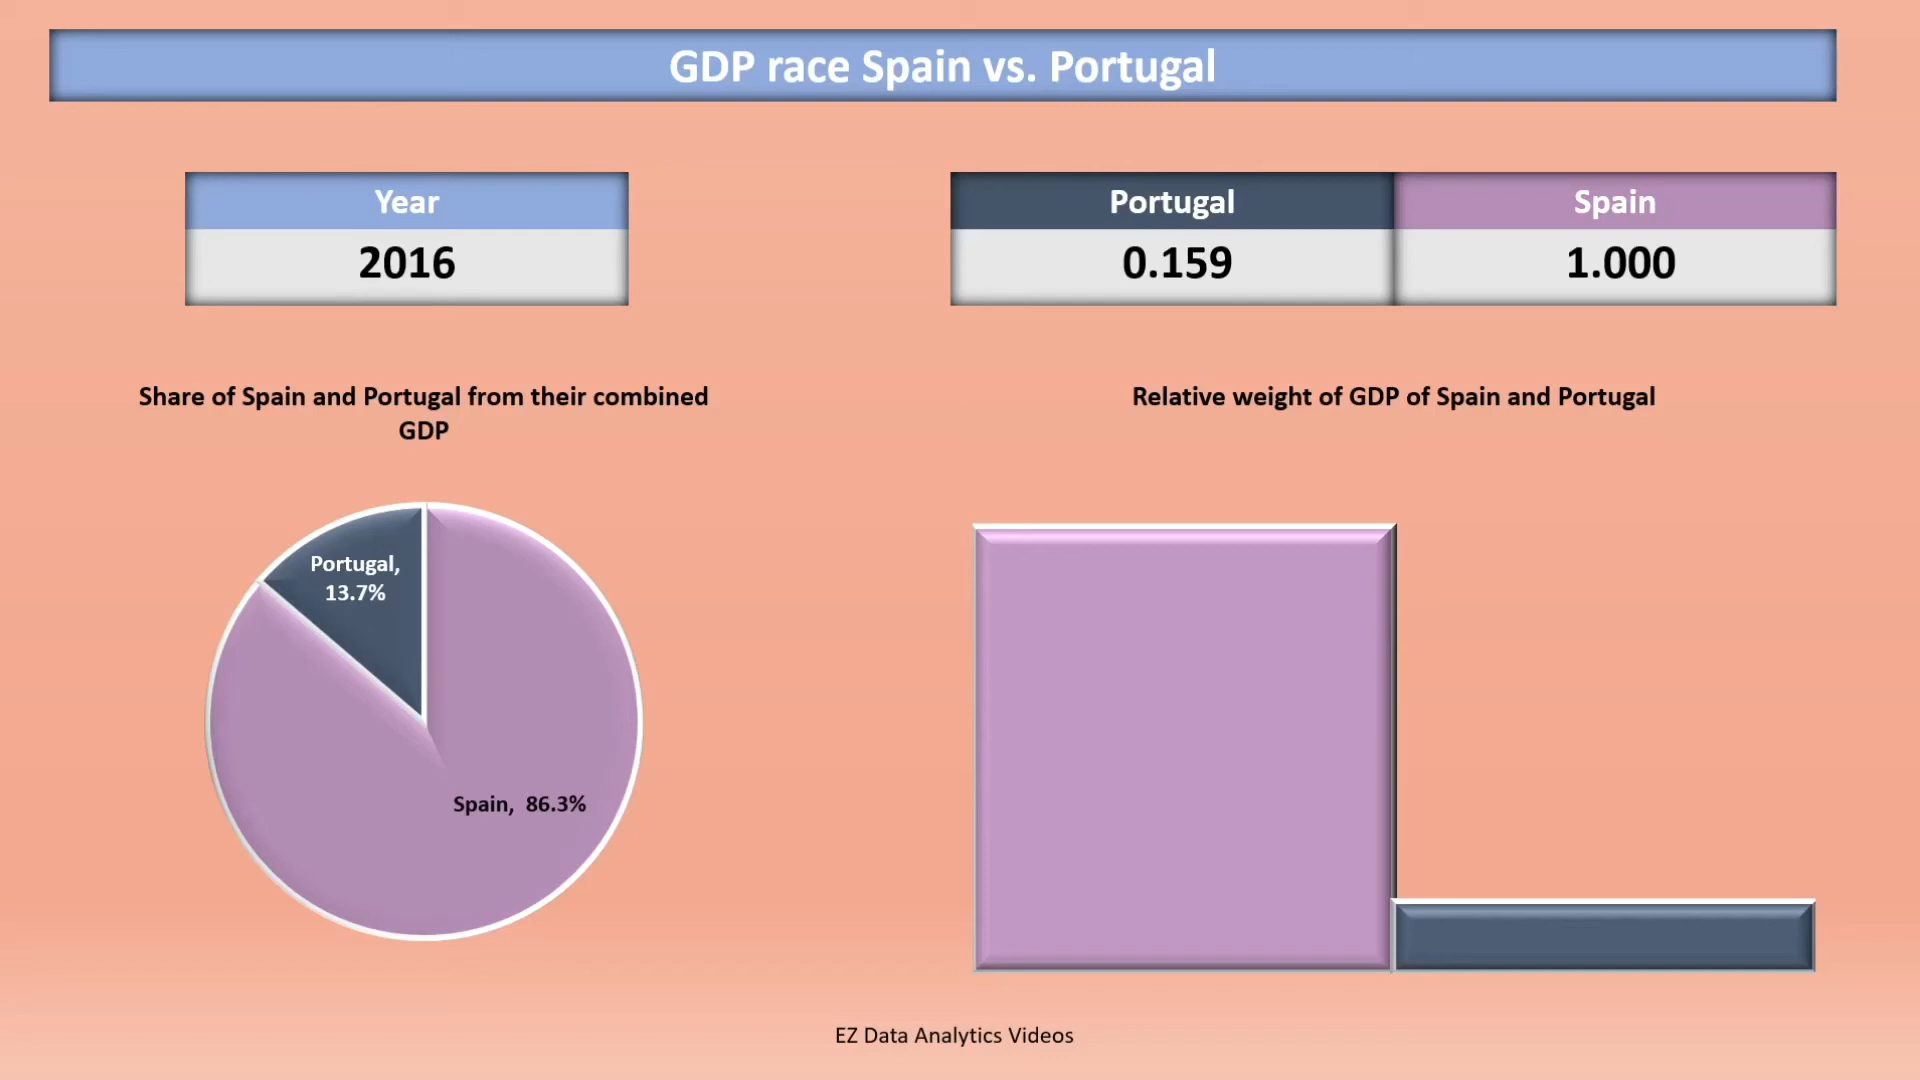 GDP race Spain vs. Portugal
Year
2016
Portugal
Spain
0.159
1.000
Share of Spain and Portugal from their combined
GDP
Relative weight of GDP of Spain and Portugal
Portugal,
13.7%
Spain, 86.3%
EZ Data Analytics Videos